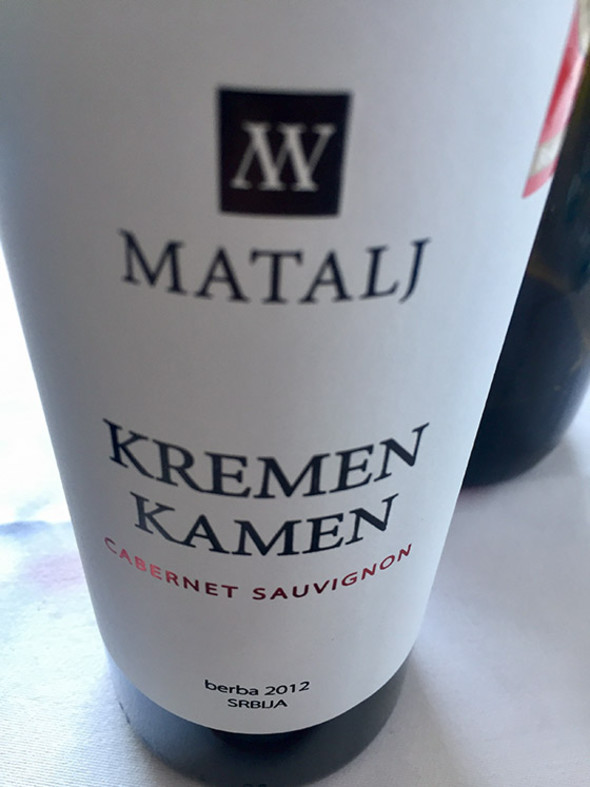 M
MATALJ
KREMEN
KAMEN
CABERNET SAUVIGNON
berba 2012
SRBIJA